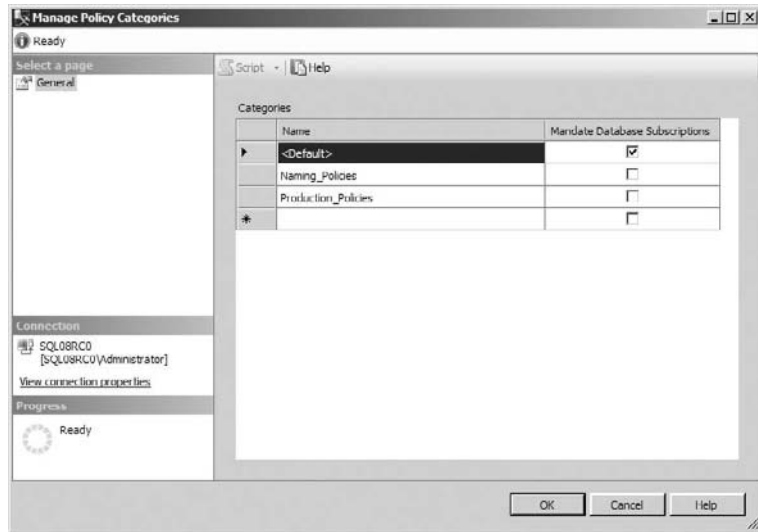 Manage Policy Categories
Ready
Select a page
General
Script
Help
Categories
Name
Mandate Database Subscriptions
<Default>
Naming_Policies
Production_Policies
Connection
SQL08RC0
[SQL08RC0\Administrator]
View connection properties
Progress
Ready
OK
Cancel
Help